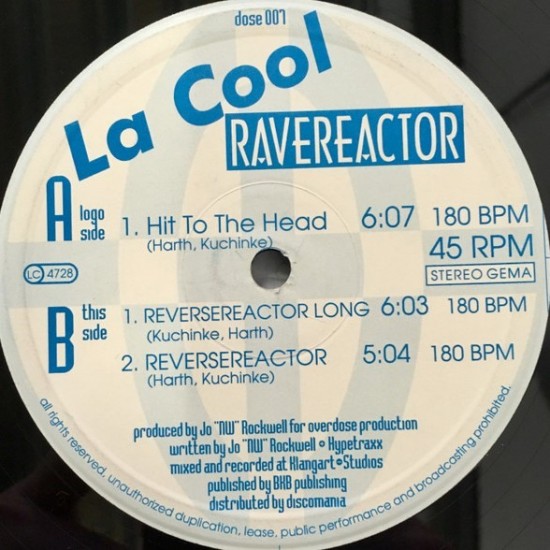 dose 007
La Cool
RAVEREACTOR
A logo side
1. Hit To The Head 6:07 180 BPM
(Harth, Kuchinke)
45 RPM
LC 4728
STEREO GEMA
B this side
1. REVERSEREACTOR LONG 6:03 180 BPM
(Kuchinke, Harth)
2. REVERSEREACTOR 5:04 180 BPM
(Harth, Kuchinke)
produced by Jo "NW" Rockwell for overdose production
written by Jo "NW" Rockwell & Hypetraxx
mixed and recorded at Klangart Studios
published by BKB publishing
distributed by discomania
all rights reserved. unauthorized duplication, lease, public performance and broadcasting prohibited.